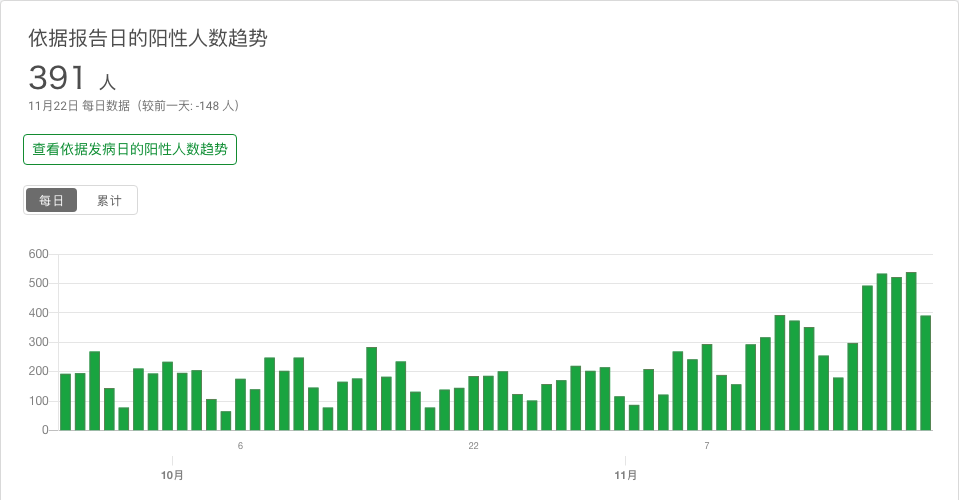 依据报告日的阳性人数趋势
391 人
11月22日 每日数据（较前一天: -148 人）
查看依据发病日的阳性人数趋势
每日 累计
600
500
400
300
200
100
0
6 22 7
10月 11月